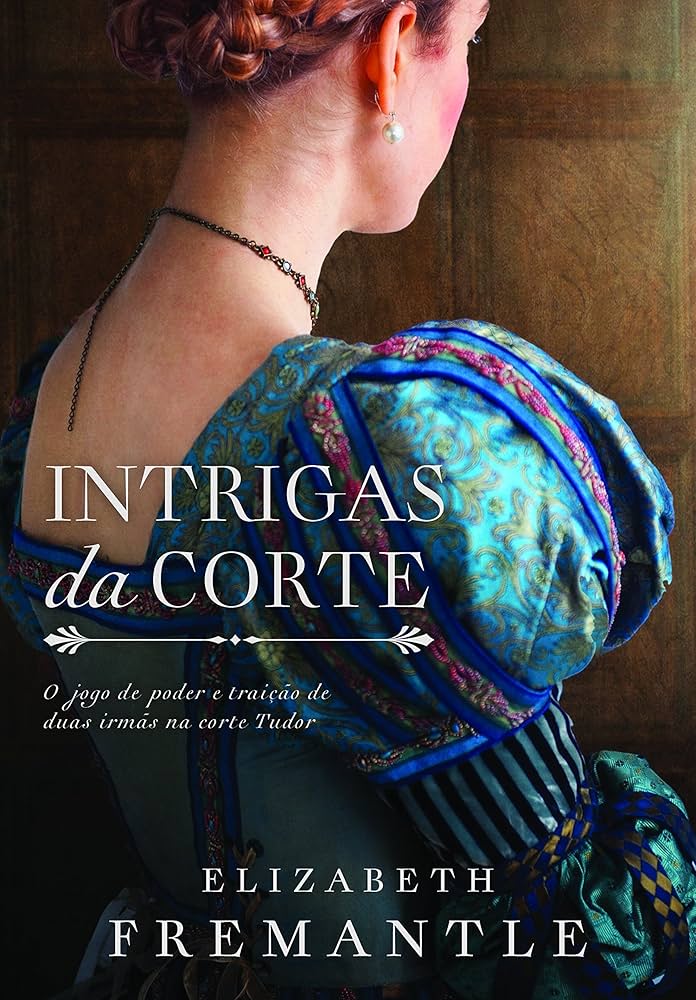 INTRIGAS
da CORTE
O jogo de poder e traição de
duas irmãs na corte Tudor
ELIZABETH
FREMANTLE